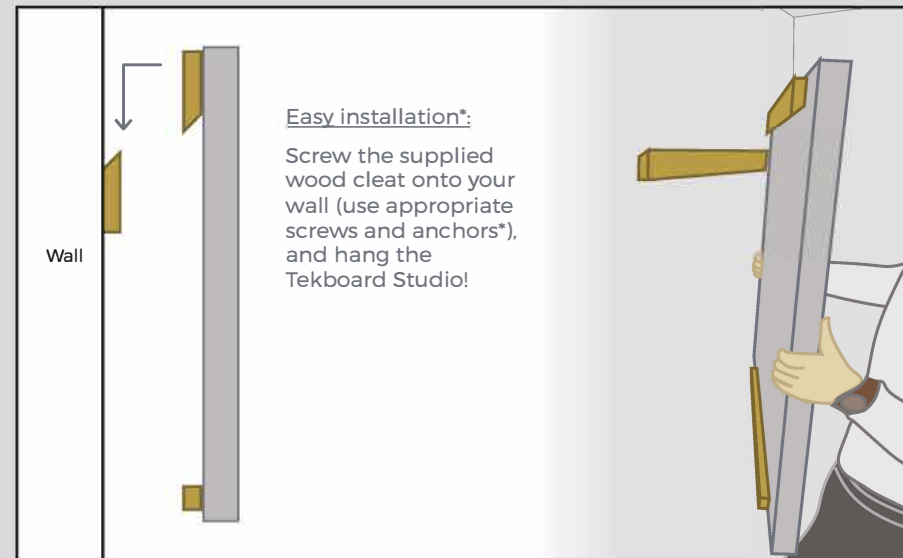 Easy installation*:
Screw the supplied
wood cleat onto your
wall (use appropriate
screws and anchors*),
and hang the
Tekboard Studio!
Wall